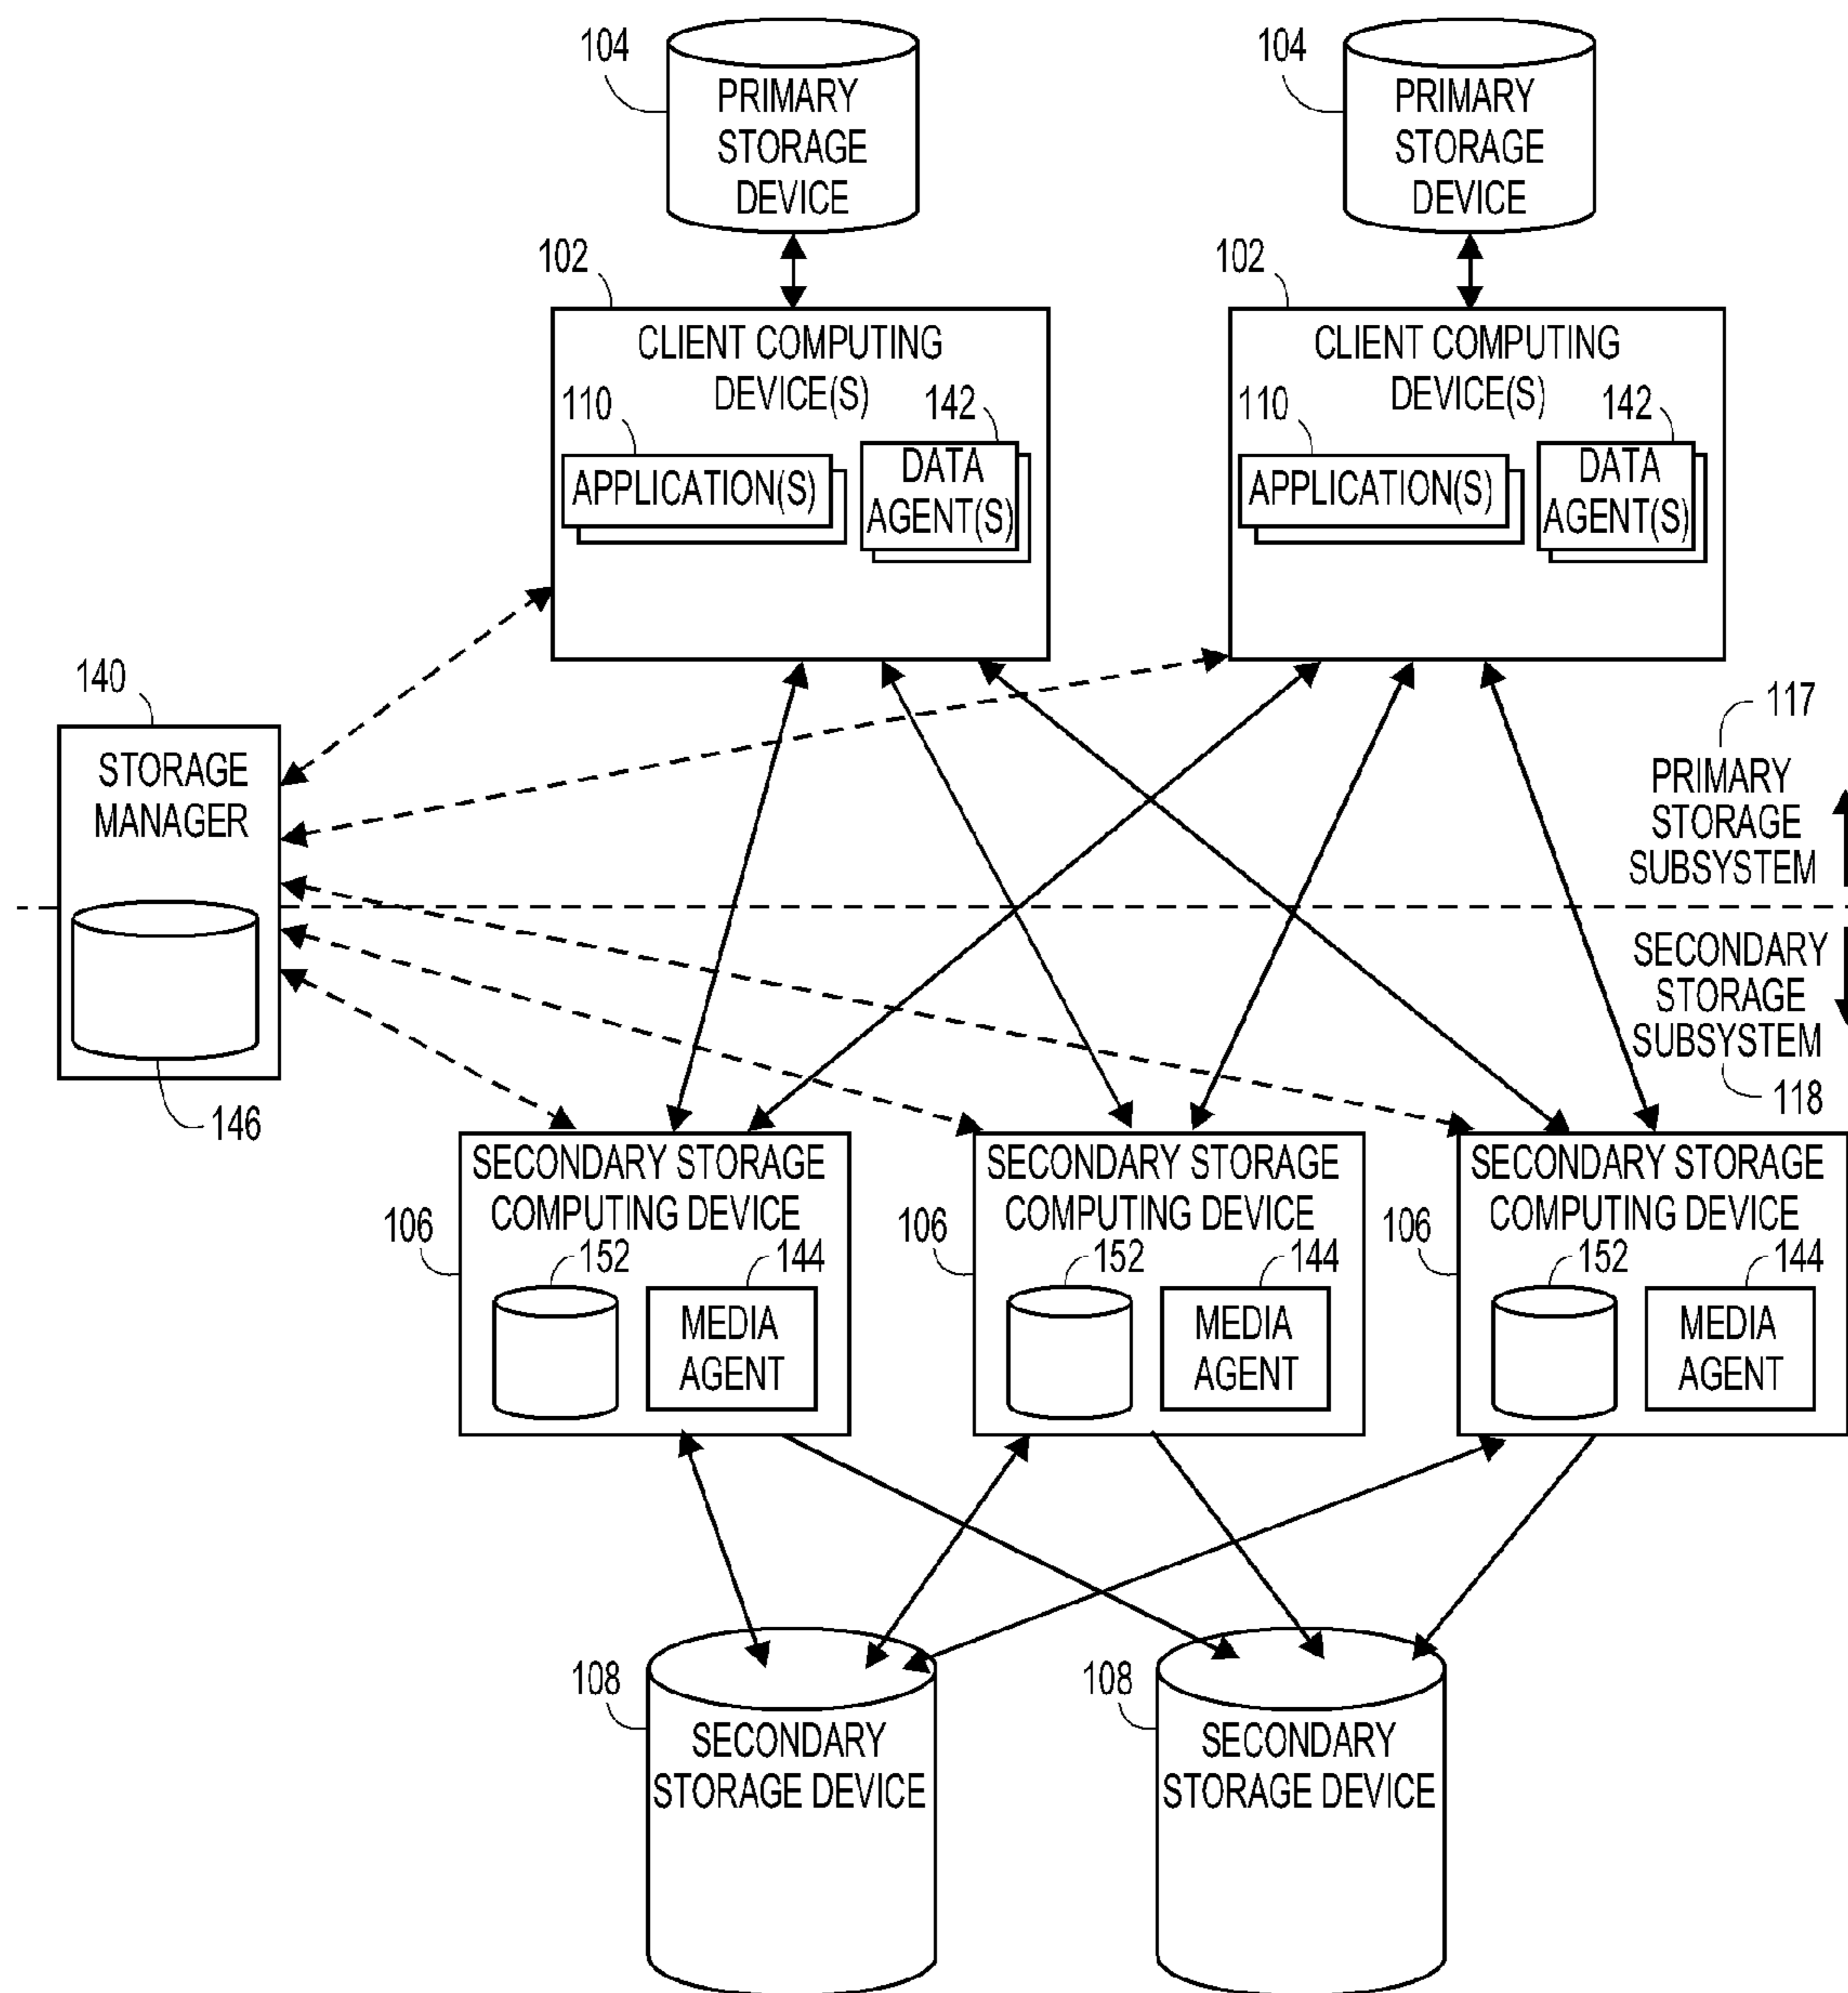 104
PRIMARY
STORAGE
DEVICE
104
PRIMARY
STORAGE
DEVICE
102
CLIENT COMPUTING
DEVICE(S)
110
APPLICATION(S)
142
DATA
AGENT(S)
102
CLIENT COMPUTING
DEVICE(S)
110
APPLICATION(S)
142
DATA
AGENT(S)
140
STORAGE
MANAGER
146
117
PRIMARY
STORAGE
SUBSYSTEM
SECONDARY
STORAGE
SUBSYSTEM
118
106
SECONDARY STORAGE
COMPUTING DEVICE
152
144
MEDIA
AGENT
106
SECONDARY STORAGE
COMPUTING DEVICE
152
144
MEDIA
AGENT
106
SECONDARY STORAGE
COMPUTING DEVICE
152
144
MEDIA
AGENT
108
SECONDARY
STORAGE DEVICE
108
SECONDARY
STORAGE DEVICE